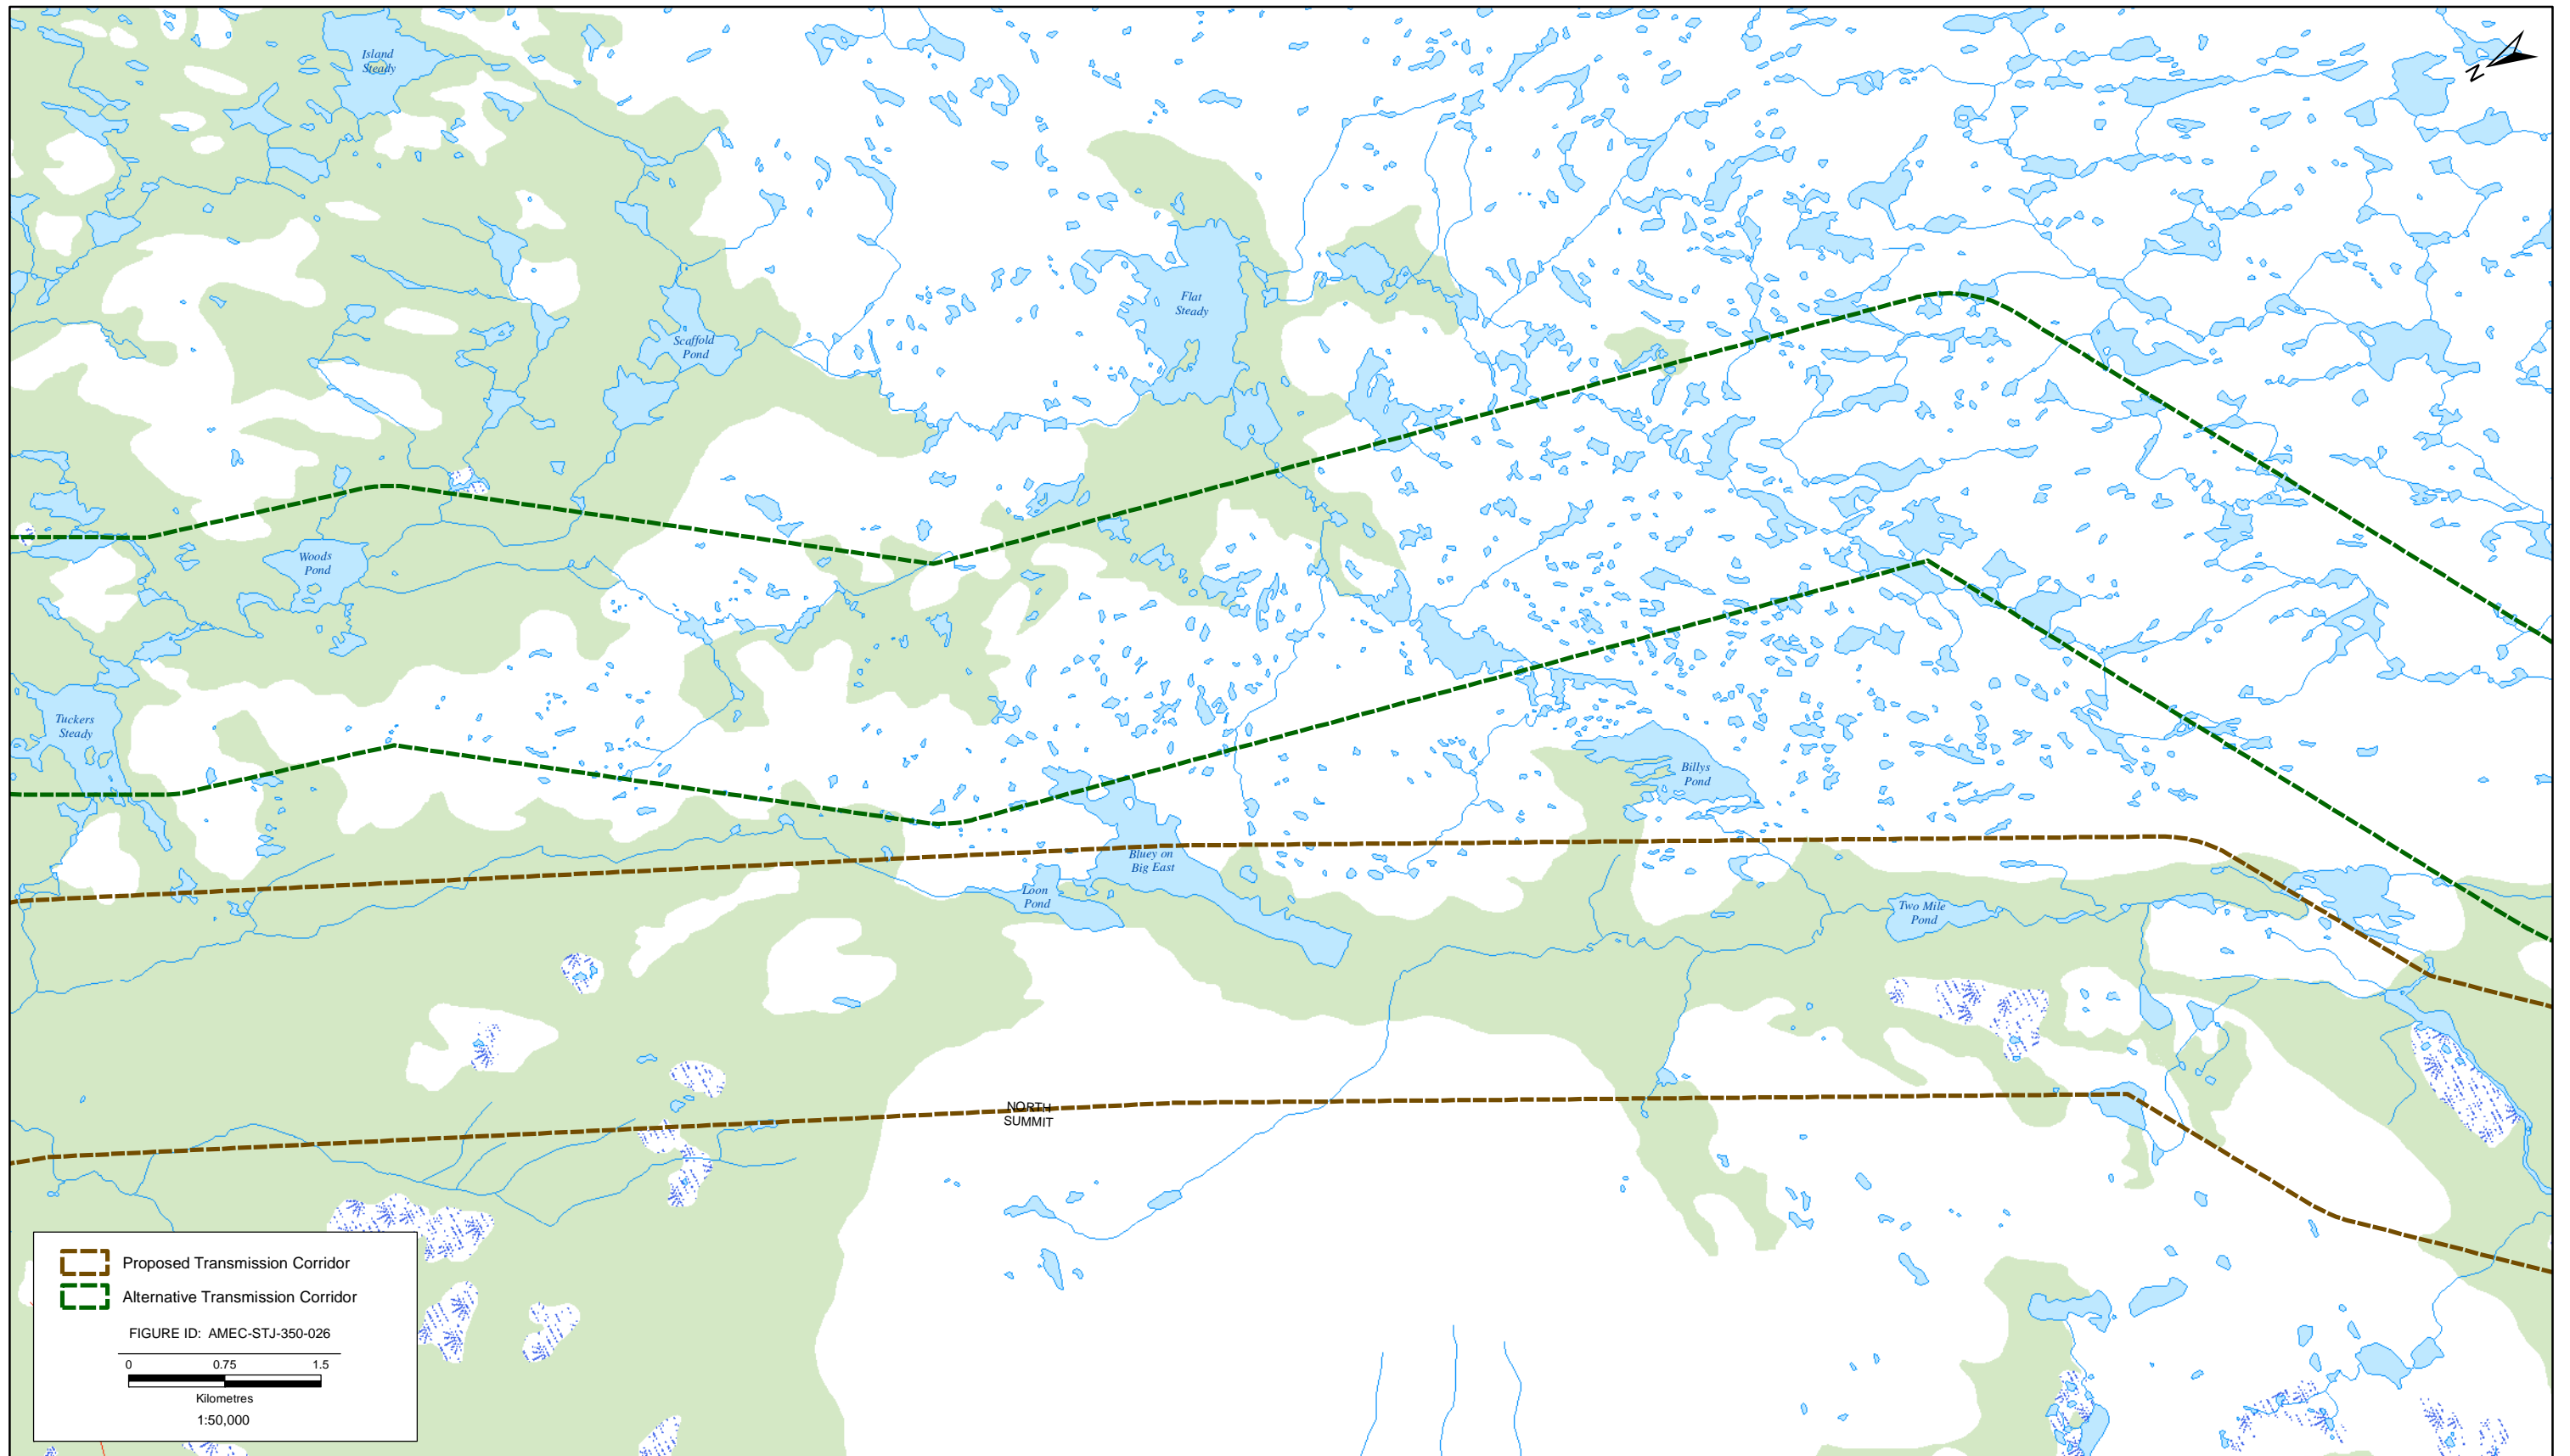 Island
Steady
N
Flat
Steady
Scaffold
Pond
Woods
Pond
Tuckers
Steady
Billys
Pond
Bluey on
Big East
Loon
Pond
Two Mile
Pond
NORTH
SUMMIT
Proposed Transmission Corridor
Alternative Transmission Corridor
FIGURE ID: AMEC-STJ-350-026
0 0.75 1.5
Kilometres
1:50,000